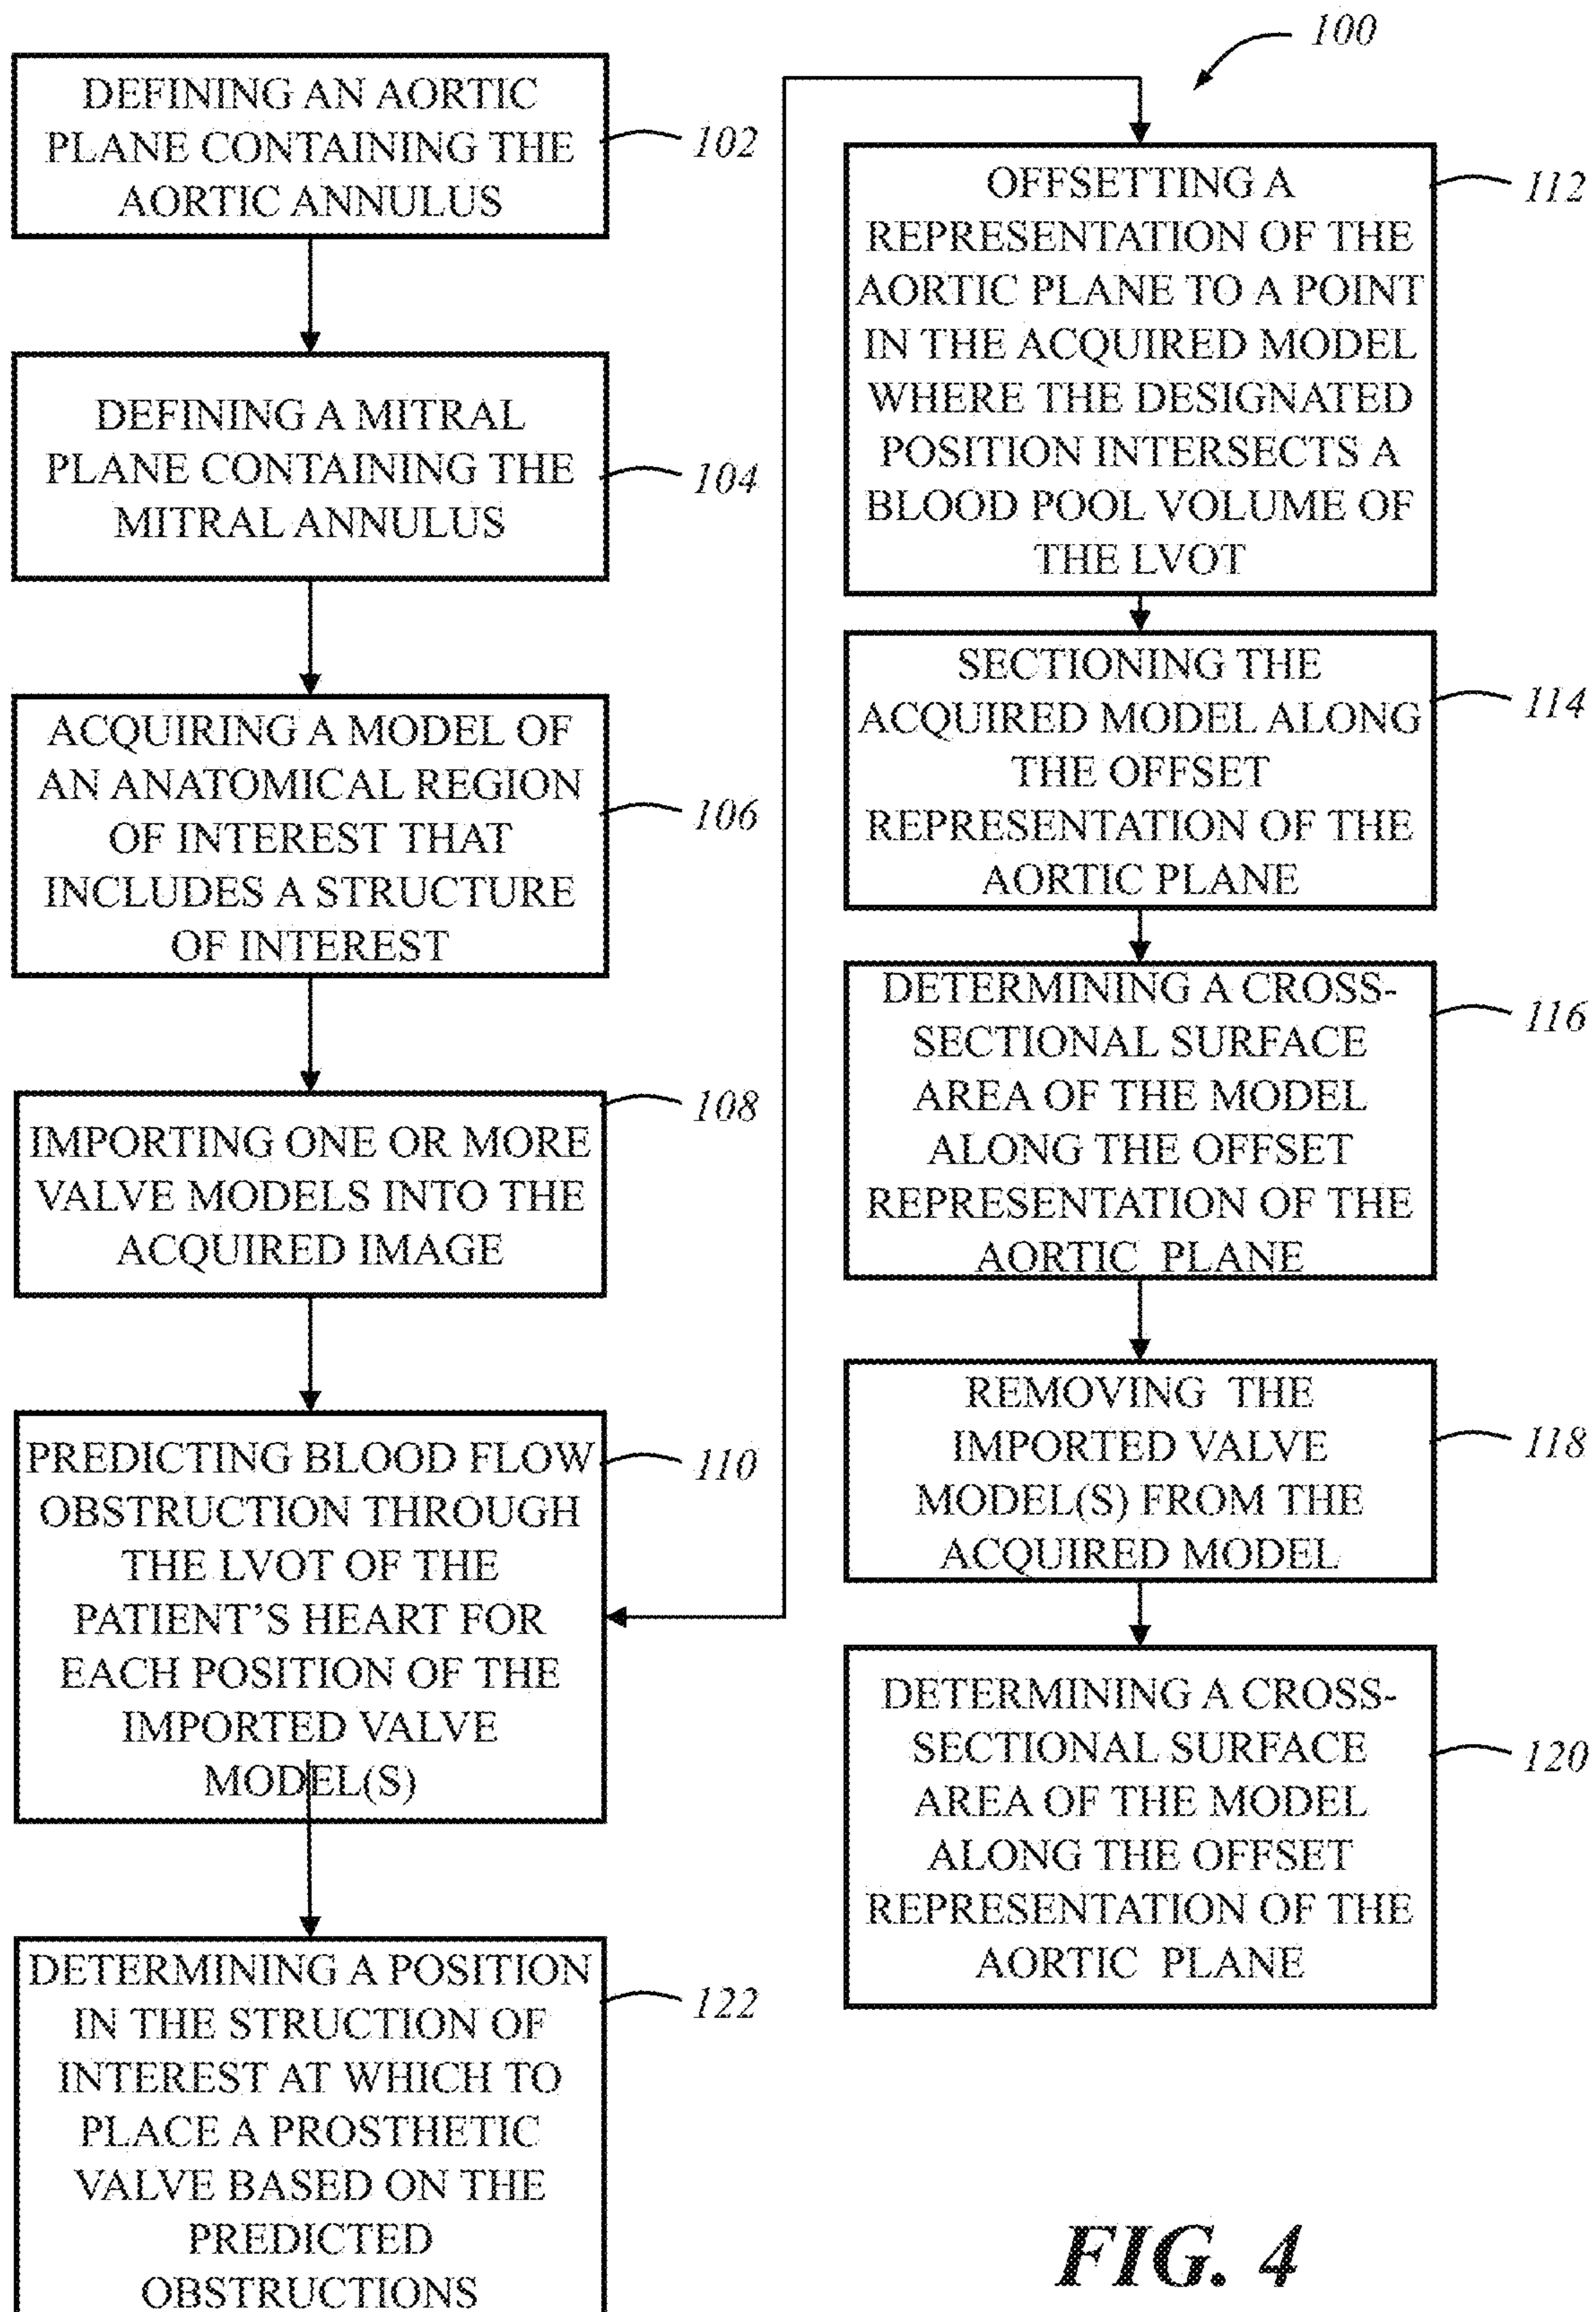 100
DEFINING AN AORTIC
PLANE CONTAINING THE
AORTIC ANNULUS
102
DEFINING A MITRAL
PLANE CONTAINING THE
MITRAL ANNULUS
104
ACQUIRING A MODEL OF
AN ANATOMICAL REGION
OF INTEREST THAT
INCLUDES A STRUCTURE
OF INTEREST
106
IMPORTING ONE OR MORE
VALVE MODELS INTO THE
ACQUIRED IMAGE
108
PREDICTING BLOOD FLOW
OBSTRUCTION THROUGH
THE LVOT OF THE
PATIENT'S HEART FOR
EACH POSITION OF THE
IMPORTED VALVE
MODEL(S)
110
DETERMINING A POSITION
IN THE STRUCTION OF
INTEREST AT WHICH TO
PLACE A PROSTHETIC
VALVE BASED ON THE
PREDICTED
OBSTRUCTIONS
122
OFFSETTING A
REPRESENTATION OF THE
AORTIC PLANE TO A POINT
IN THE ACQUIRED MODEL
WHERE THE DESIGNATED
POSITION INTERSECTS A
BLOOD POOL VOLUME OF
THE LVOT
112
SECTIONING THE
ACQUIRED MODEL ALONG
THE OFFSET
REPRESENTATION OF THE
AORTIC PLANE
114
DETERMINING A CROSS-
SECTIONAL SURFACE
AREA OF THE MODEL
ALONG THE OFFSET
REPRESENTATION OF THE
AORTIC PLANE
116
REMOVING THE
IMPORTED VALVE
MODEL(S) FROM THE
ACQUIRED MODEL
118
DETERMINING A CROSS-
SECTIONAL SURFACE
AREA OF THE MODEL
ALONG THE OFFSET
REPRESENTATION OF THE
AORTIC PLANE
120
FIG. 4